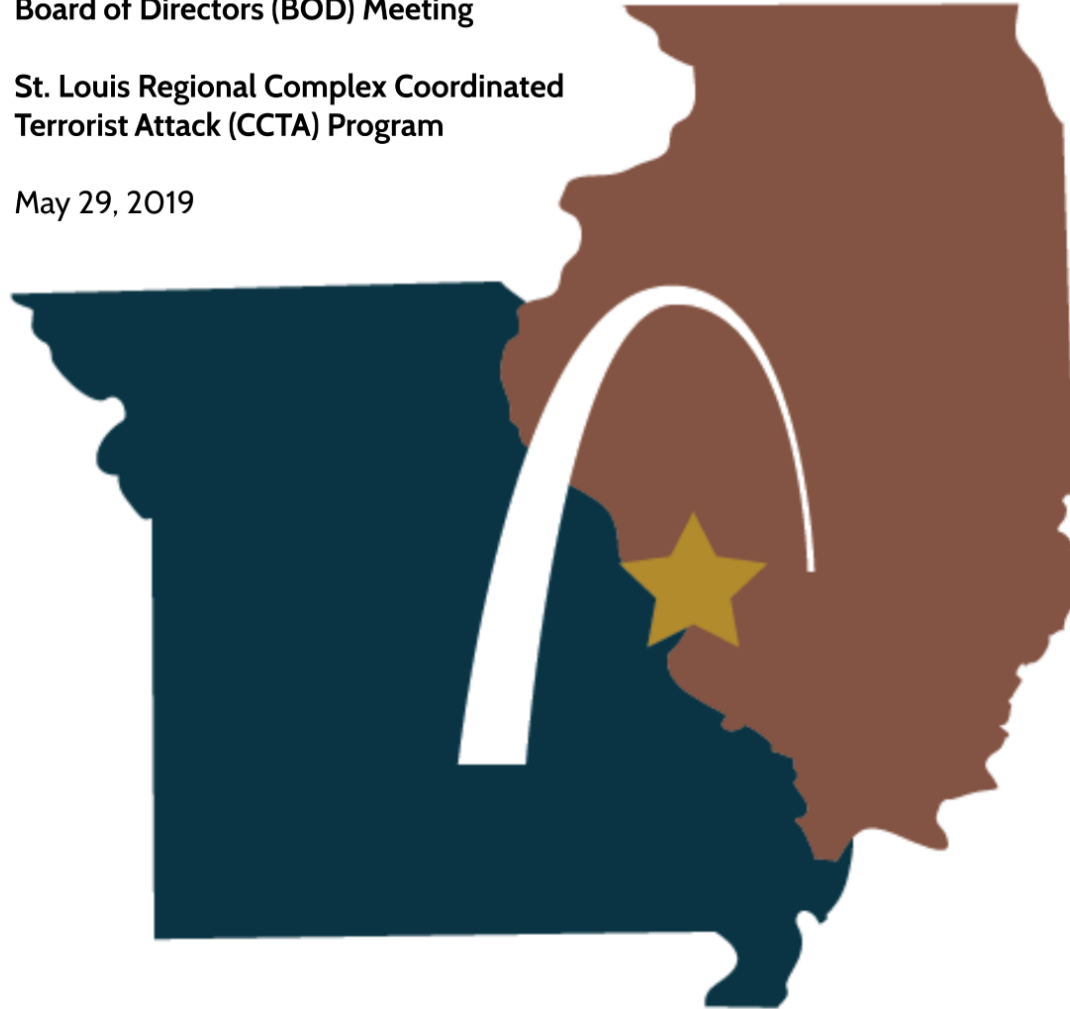 Board of Directors (BOD) Meeting
St. Louis Regional Complex Coordinated
Terrorist Attack (CCTA) Program
May 29, 2019